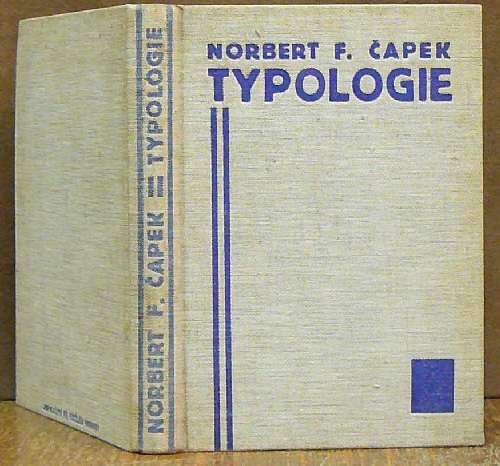 NORBERT F. ČAPEK
TYPOLOGIE
NORBERT F. ČAPEK = TYPOLOGIE